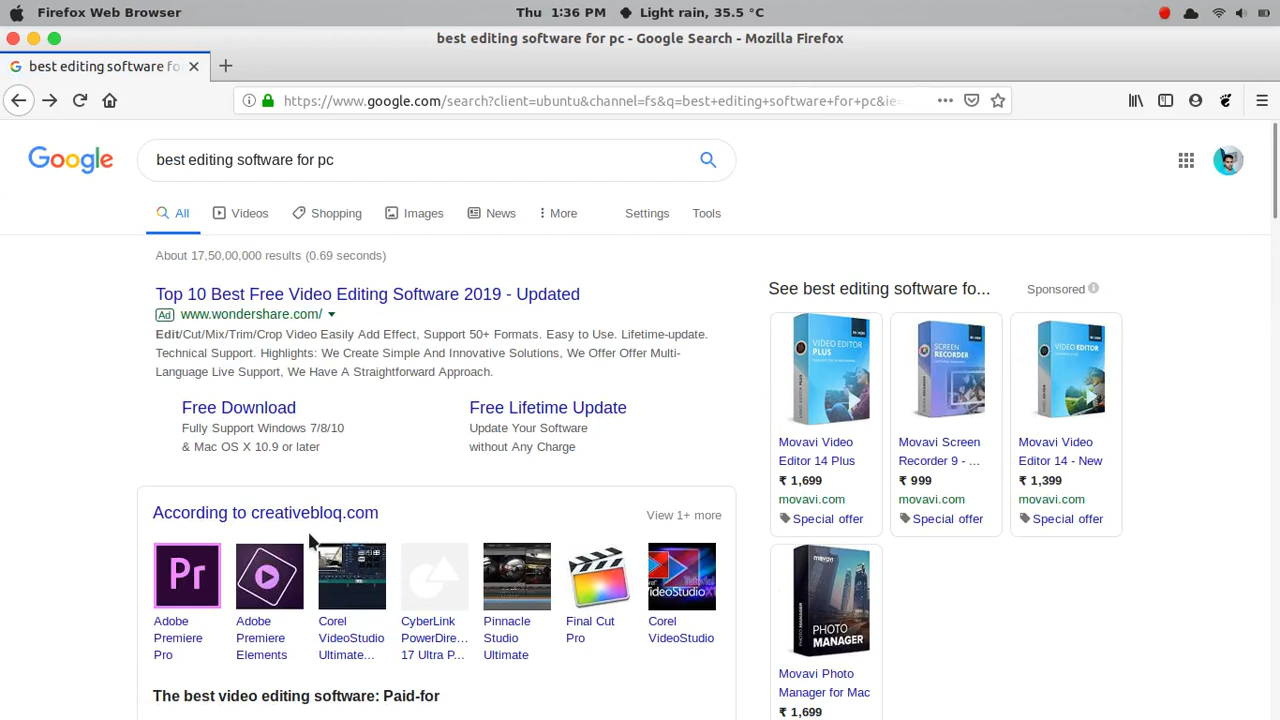 Firefox Web Browser
Thu 1:36 PM
Light rain, 35.5 °C
best editing software for pc - Google Search - Mozilla Firefox
best editing software fo
https://www.google.com/search?client=ubuntu&channel=fs&q=best+editing+software+for+pc&ie=
Google
best editing software for pc
All
Videos
Shopping
Images
News
More
Settings
Tools
About 17,50,00,000 results (0.69 seconds)
Top 10 Best Free Video Editing Software 2019 - Updated
Ad www.wondershare.com/
Edit/Cut/Mix/Trim/Crop Video Easily Add Effect, Support 50+ Formats. Easy to Use. Lifetime-update.
Technical Support. Highlights: We Create Simple And Innovative Solutions, We Offer Offer Multi-
Language Live Support, We Have A Straightforward Approach.
Free Download
Fully Support Windows 7/8/10
& Mac OS X 10.9 or later
Free Lifetime Update
Update Your Software
without Any Charge
According to creativebloq.com
View 1+ more
Pr
Adobe
Premiere
Pro
Adobe
Premiere
Elements
Corel
VideoStudio
Ultimate...
CyberLink
PowerDire...
17 Ultra P...
Pinnacle
Studio
Ultimate
Final Cut
Pro
Corel
VideoStudio
The best video editing software: Paid-for
See best editing software fo...
Sponsored
VIDEO EDITOR
PLUS
Movavi Video
Editor 14 Plus
₹ 1,699
movavi.com
Special offer
SCREEN
RECORDER
Movavi Screen
Recorder 9 - ...
₹ 999
movavi.com
Special offer
VIDEO EDITOR
Movavi Video
Editor 14 - New
₹ 1,399
movavi.com
Special offer
movavi
PHOTO
MANAGER
Movavi Photo
Manager for Mac
₹ 1,699